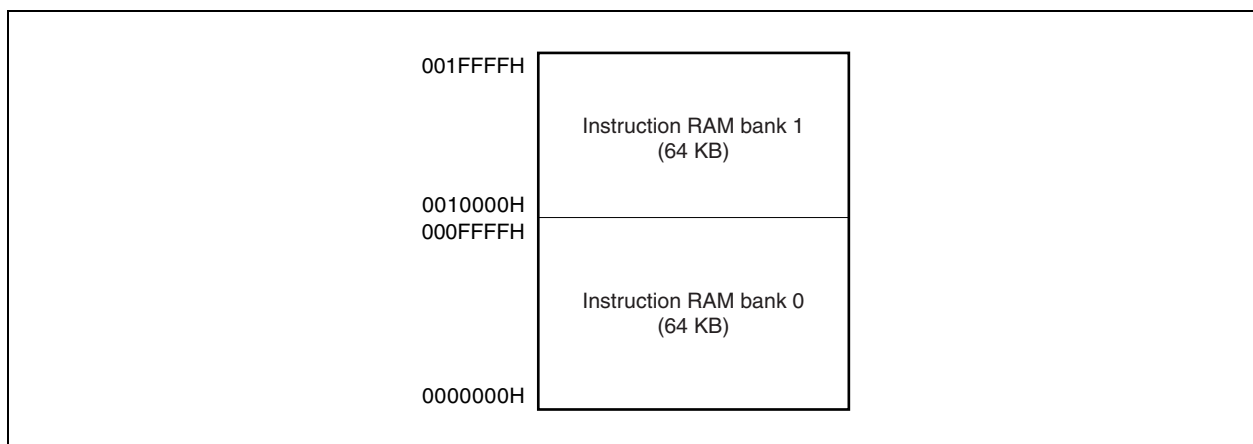 001FFFFH
Instruction RAM bank 1
(64 KB)
0010000H
000FFFFH
Instruction RAM bank 0
(64 KB)
0000000H